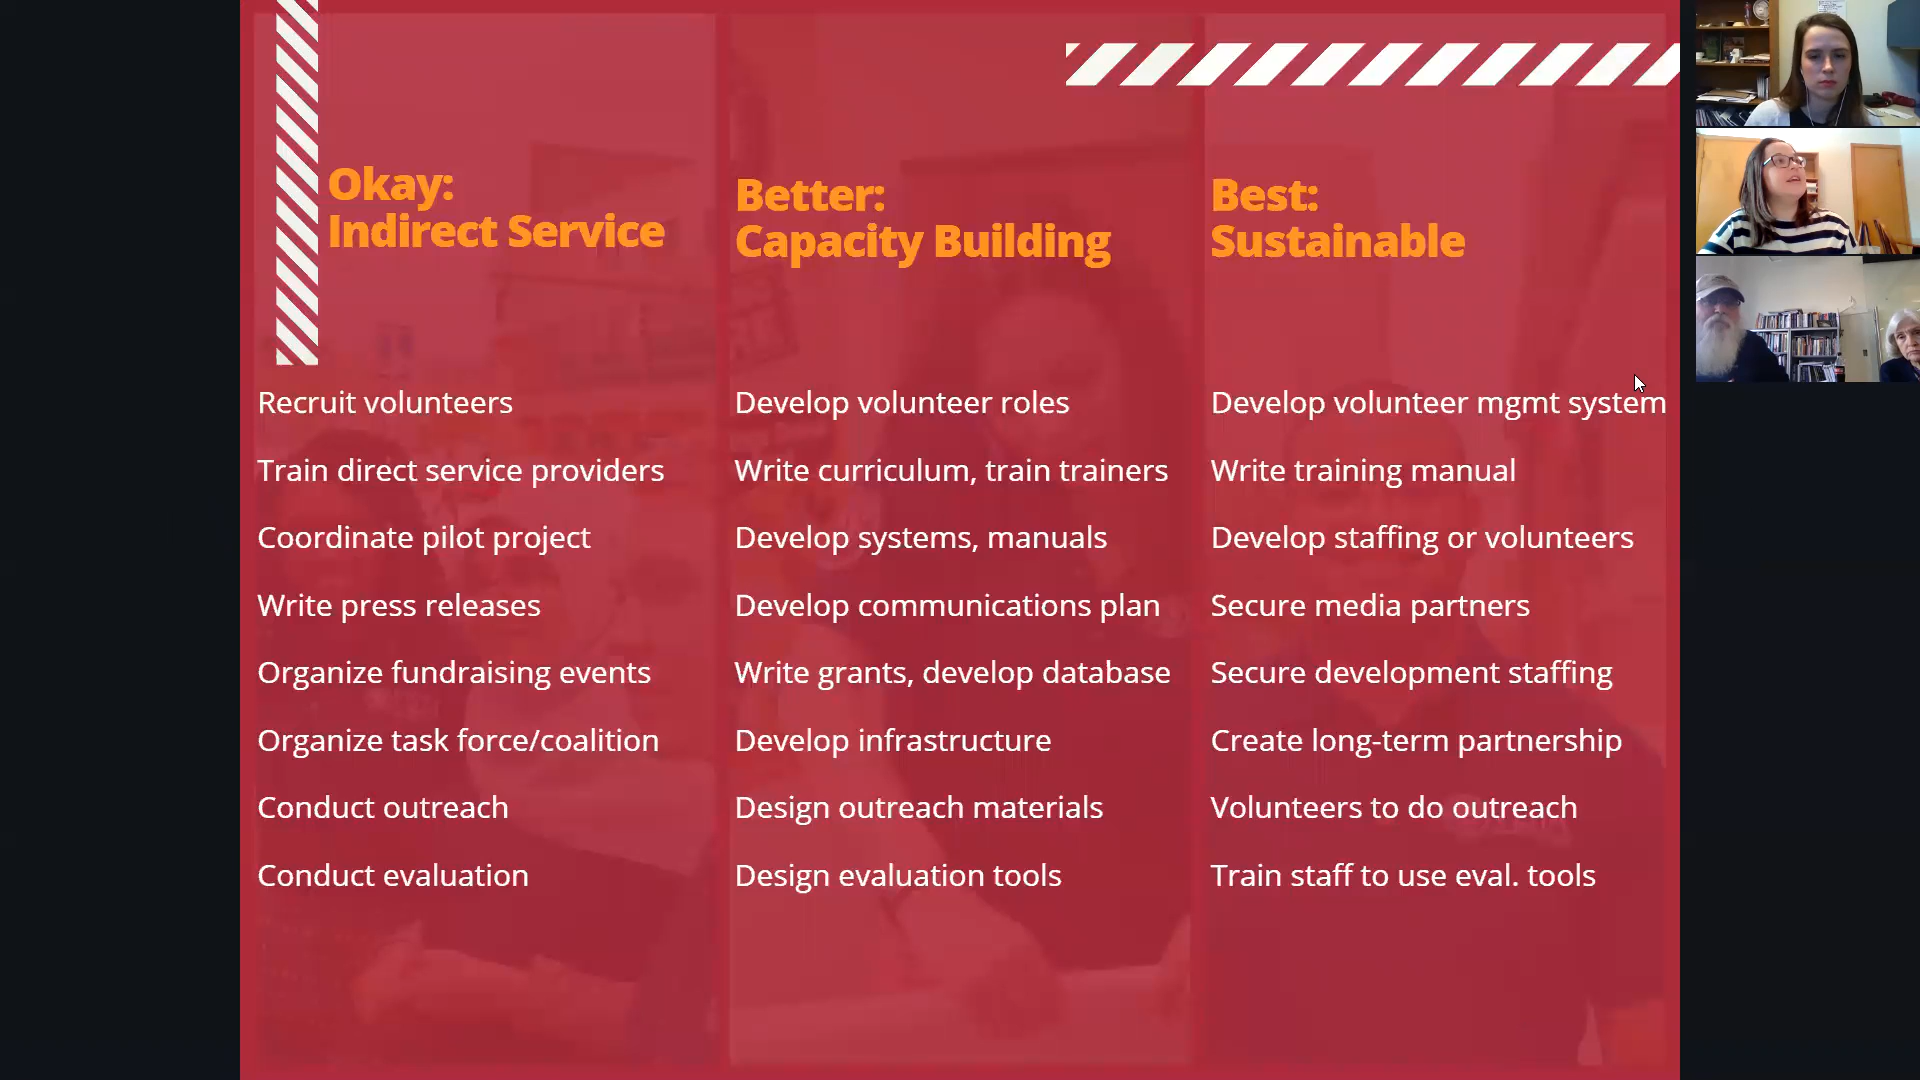 Okay:
Indirect Service
Recruit volunteers
Train direct service providers
Coordinate pilot project
Write press releases
Organize fundraising events
Organize task force/coalition
Conduct outreach
Conduct evaluation
Better:
Capacity Building
Develop volunteer roles
Write curriculum, train trainers
Develop systems, manuals
Develop communications plan
Write grants, develop database
Develop infrastructure
Design outreach materials
Design evaluation tools
Best:
Sustainable
Develop volunteer mgmt system
Write training manual
Develop staffing or volunteers
Secure media partners
Secure development staffing
Create long-term partnership
Volunteers to do outreach
Train staff to use eval. tools